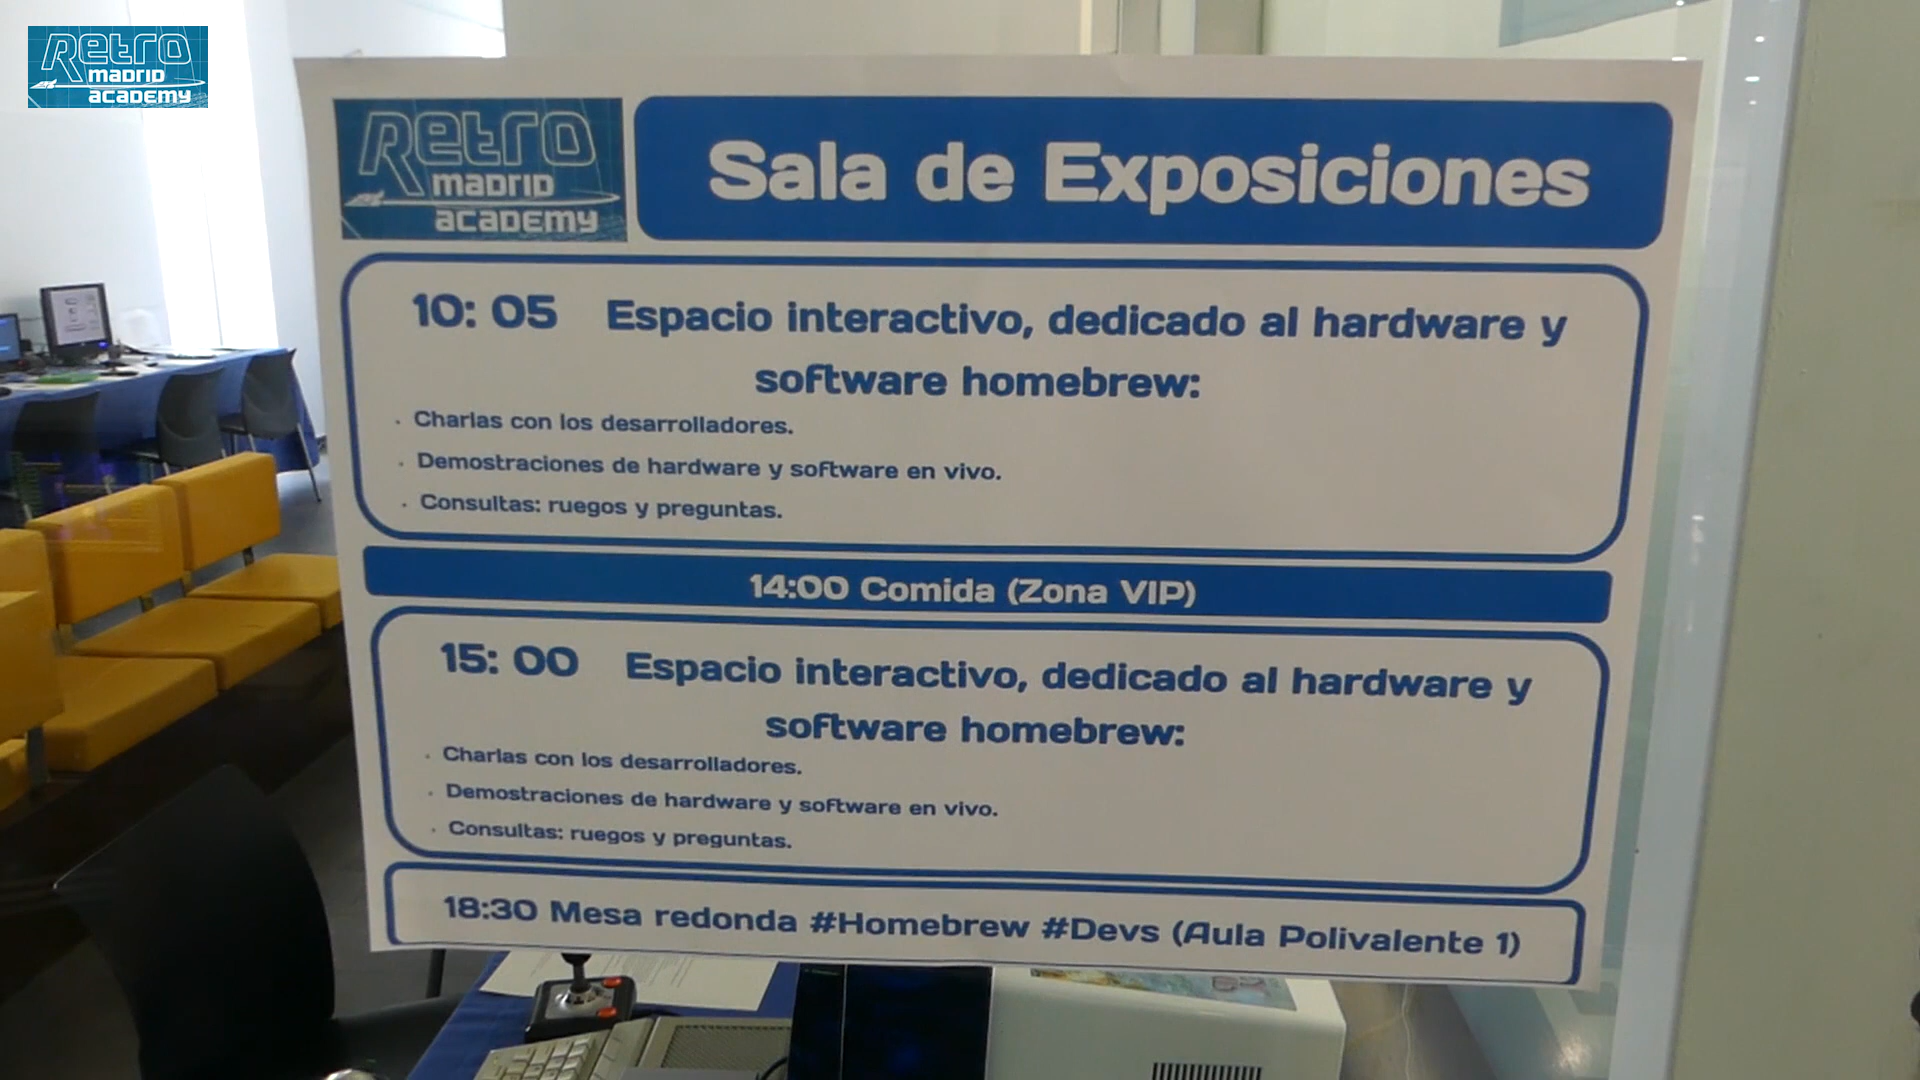 Retro
madrid
academy
Retro
madrid
academy
Sala de Exposiciones
10: 05 Espacio interactivo, dedicado al hardware y
software homebrew:
. Charlas con los desarrolladores.
. Demostraciones de hardware y software en vivo.
. Consultas: ruegos y preguntas.
14:00 Comida (Zona VIP)
15: 00 Espacio interactivo, dedicado al hardware y
software homebrew:
. Charlas con los desarrolladores.
. Demostraciones de hardware y software en vivo.
. Consultas: ruegos y preguntas.
18:30 Mesa redonda #Homebrew #Devs (Aula Polivalente 1)